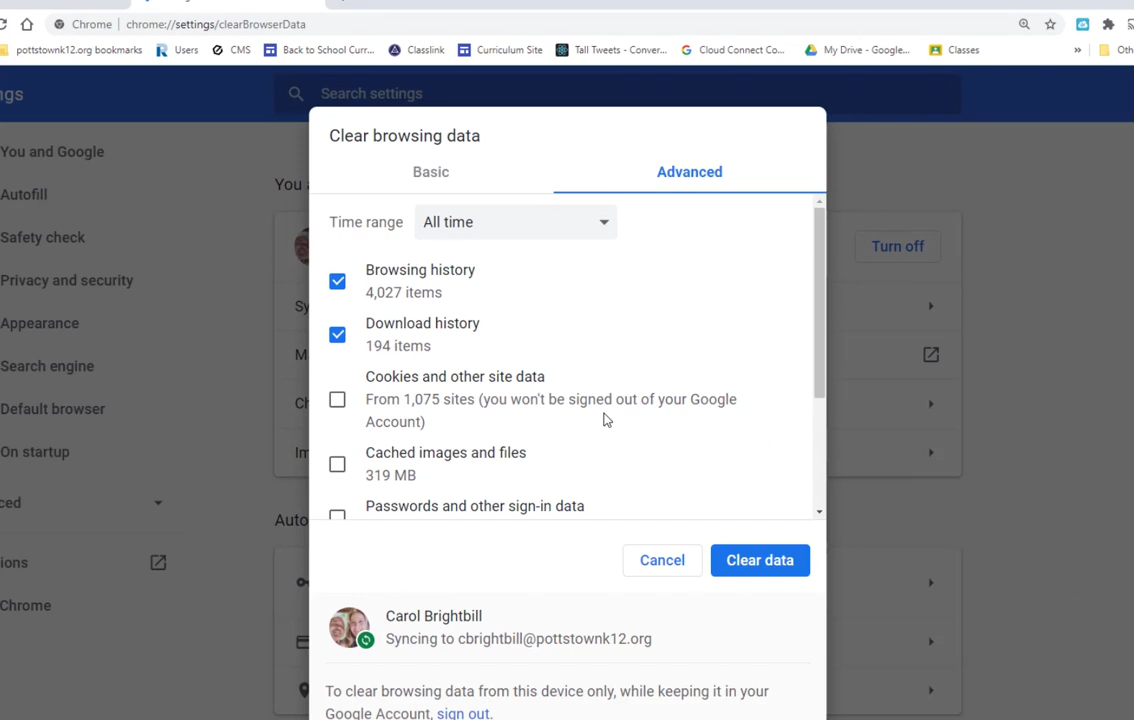 Chrome | chrome://settings/clearBrowserData
pottstownk12.org bookmarks Users CMS Back to School Curr... Classlink Curriculum Site Tall Tweets - Conver... Cloud Connect Co... My Drive - Google... Classes » Oth
ngs Search settings
Clear browsing data
You and Google Basic Advanced
Autofill You a
Time range All time
Safety check Turn off
Privacy and security Browsing history
4,027 items
Sy
Appearance Download history
194 items
Search engine M
Cookies and other site data
Default browser Ch From 1,075 sites (you won't be signed out of your Google
Account)
On startup Im Cached images and files
319 MB
ced Passwords and other sign-in data
Auto
ions Cancel Clear data
Chrome Carol Brightbill
Syncing to cbrightbill@pottstownk12.org
To clear browsing data from this device only, while keeping it in your
Google Account, sign out.